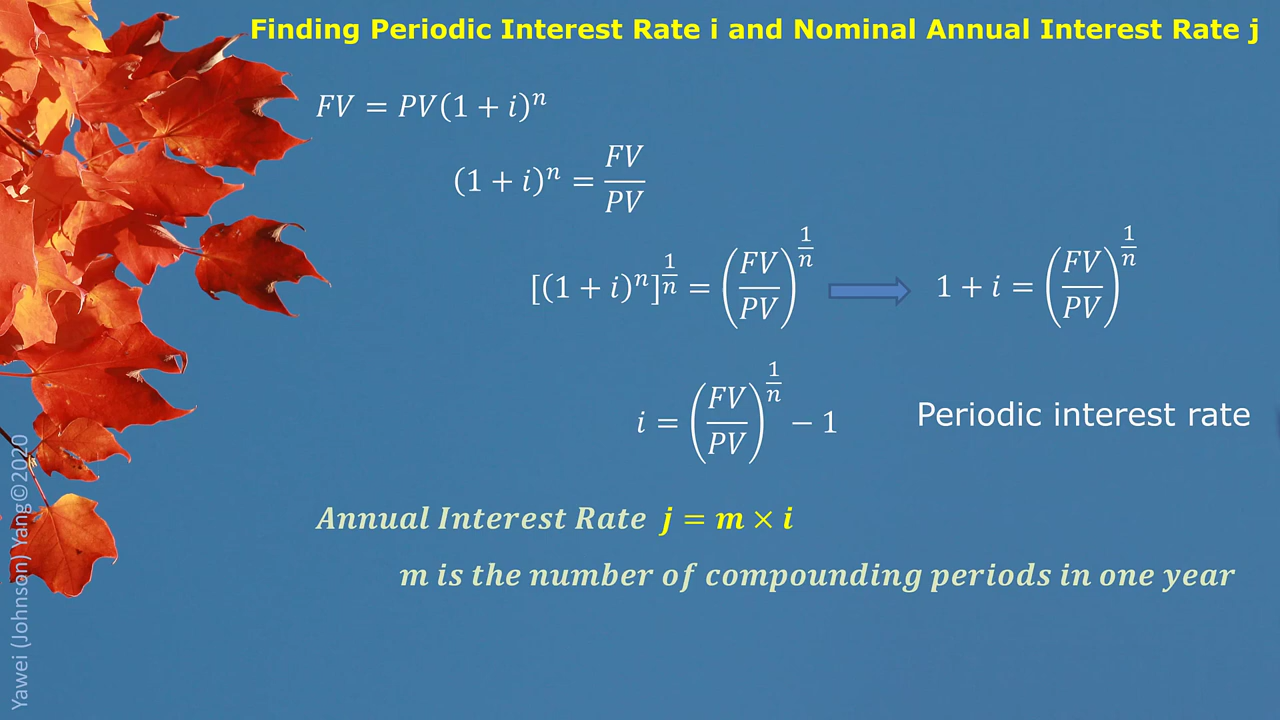 Finding Periodic Interest Rate i and Nominal Annual Interest Rate j
FV = PV(1 + i)^n
(1 + i)^n = FV/PV
[(1 + i)^n]^(1/n) = (FV/PV)^(1/n) 1 + i = (FV/PV)^(1/n)
i = (FV/PV)^(1/n) − 1 Periodic interest rate
Annual Interest Rate j = m × i
m is the number of compounding periods in one year
Yawei (Johnson) Yang©2020